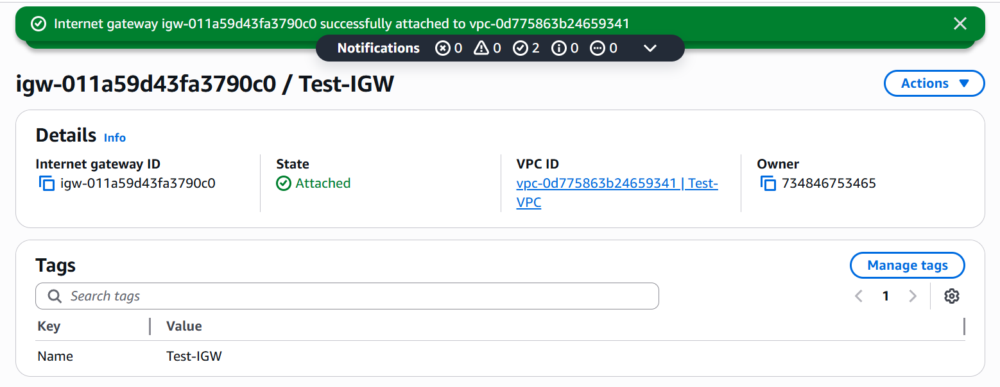 Internet gateway igw-011a59d43fa3790c0 successfully attached to vpc-0d775863b24659341
Notifications 0 0 2 0 0
igw-011a59d43fa3790c0 / Test-IGW
Actions
Details Info
Internet gateway ID
igw-011a59d43fa3790c0
State
Attached
VPC ID
vpc-0d775863b24659341 | Test-
VPC
Owner
734846753465
Tags
Manage tags
Search tags
1
Key Value
Name Test-IGW